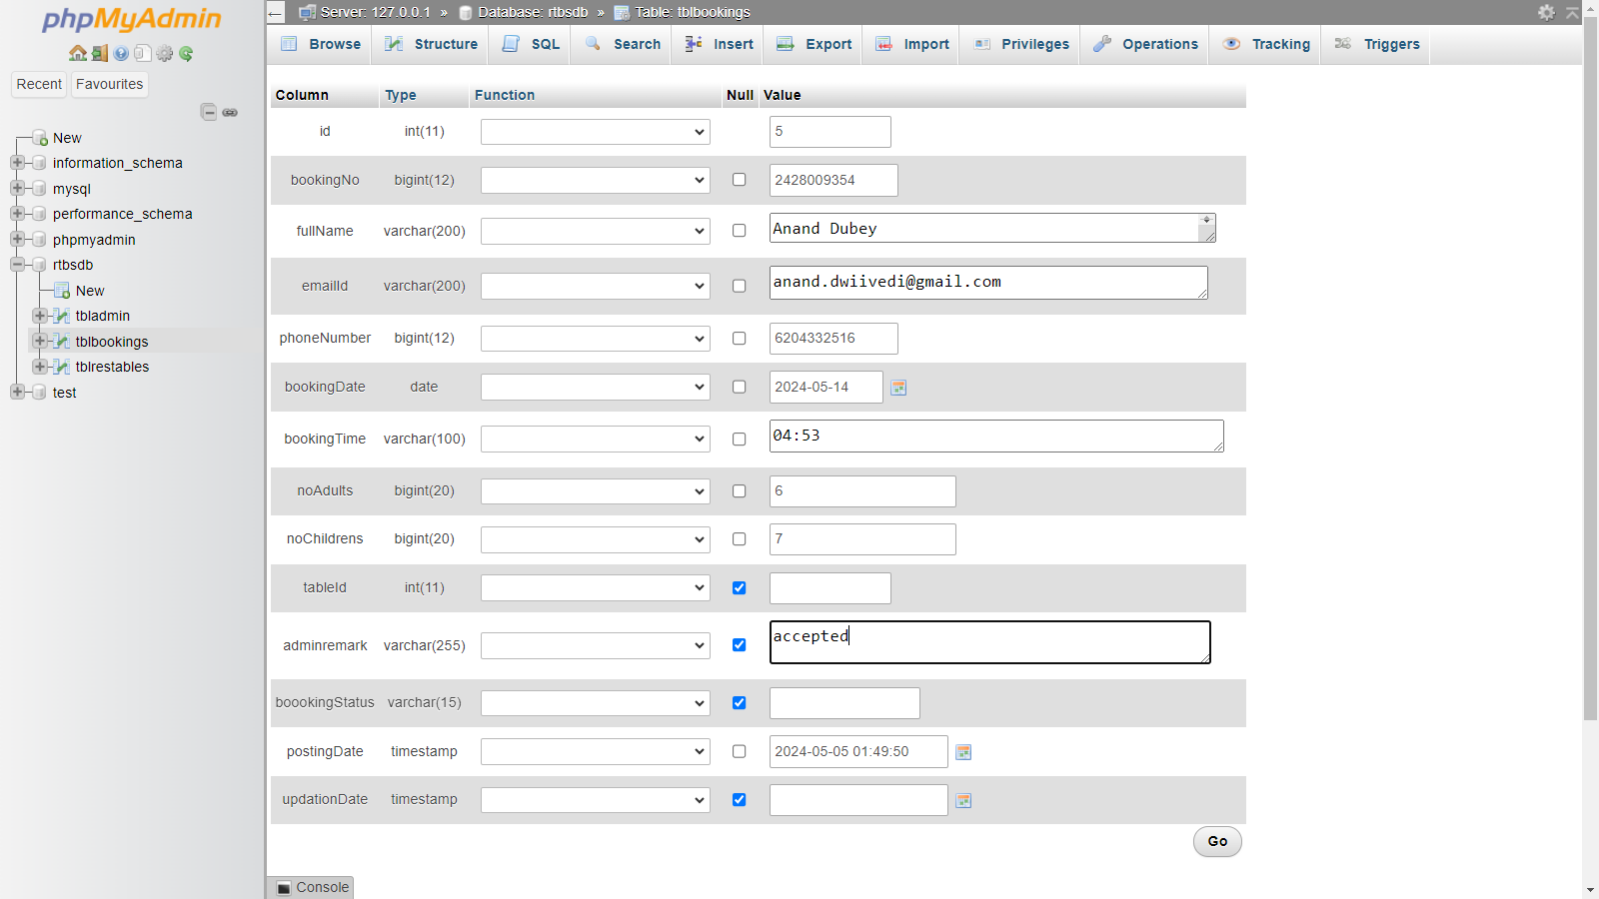 phpMyAdmin
Recent Favourites
New
information_schema
mysql
performance_schema
phpmyadmin
rtbsdb
New
tbladmin
tblbookings
tblrestables
test
Server: 127.0.0.1 » Database: rtbsdb » Table: tblbookings
Browse Structure SQL Search Insert Export Import Privileges Operations Tracking Triggers
Column Type Function Null Value
id int(11) 5
bookingNo bigint(12) 2428009354
fullName varchar(200) Anand Dubey
emailId varchar(200) anand.dwiivedi@gmail.com
phoneNumber bigint(12) 6204332516
bookingDate date 2024-05-14
bookingTime varchar(100) 04:53
noAdults bigint(20) 6
noChildrens bigint(20) 7
tableId int(11)
adminremark varchar(255) accepted
boookingStatus varchar(15)
postingDate timestamp 2024-05-05 01:49:50
updationDate timestamp
Go
Console